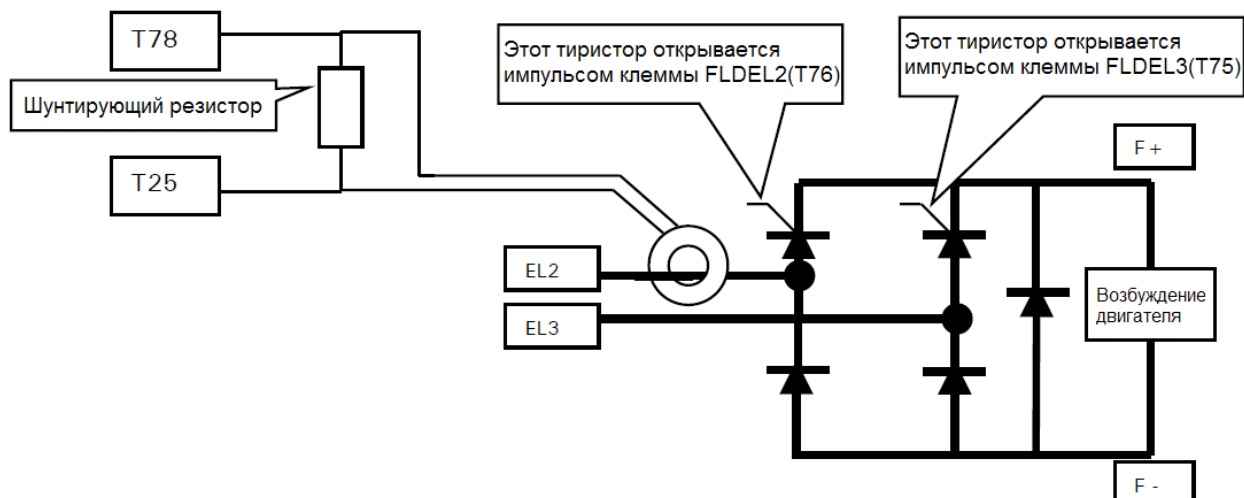 T78
Шунтирующий резистор
T25
Этот тиристор открывается
импульсом клеммы FLDEL2(T76)
Этот тиристор открывается
импульсом клеммы FLDEL3(T75)
F +
EL2
EL3
Возбуждение
двигателя
F -